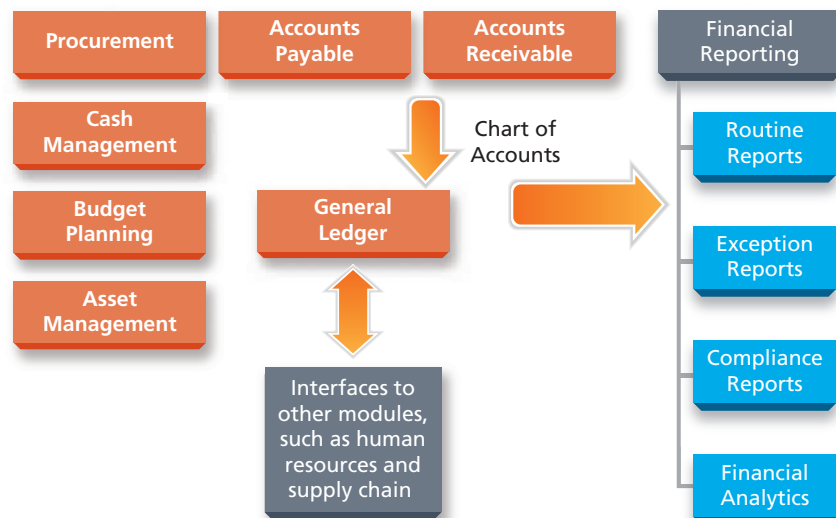 Procurement
Accounts
Payable
Accounts
Receivable
Financial
Reporting
Cash
Management
Chart of
Accounts
Routine
Reports
Budget
Planning
General
Ledger
Exception
Reports
Asset
Management
Interfaces to
other modules,
such as human
resources and
supply chain
Compliance
Reports
Financial
Analytics